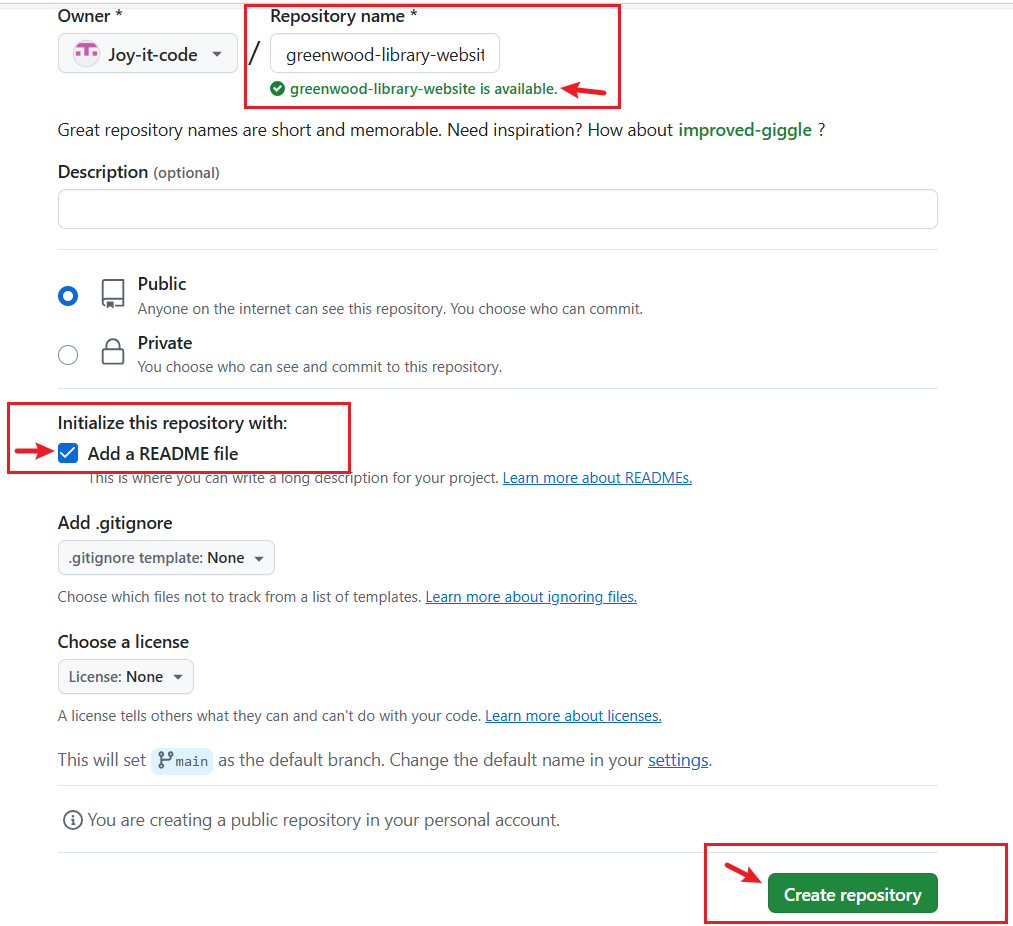 Owner *
Repository name *
Joy-it-code
/
greenwood-library-websit
greenwood-library-website is available.
Great repository names are short and memorable. Need inspiration? How about improved-giggle ?
Description (optional)
Public
Anyone on the internet can see this repository. You choose who can commit.
Private
You choose who can see and commit to this repository.
Initialize this repository with:
Add a README file
This is where you can write a long description for your project. Learn more about READMEs.
Add .gitignore
.gitignore template: None
Choose which files not to track from a list of templates. Learn more about ignoring files.
Choose a license
License: None
A license tells others what they can and can't do with your code. Learn more about licenses.
This will set main as the default branch. Change the default name in your settings.
You are creating a public repository in your personal account.
Create repository